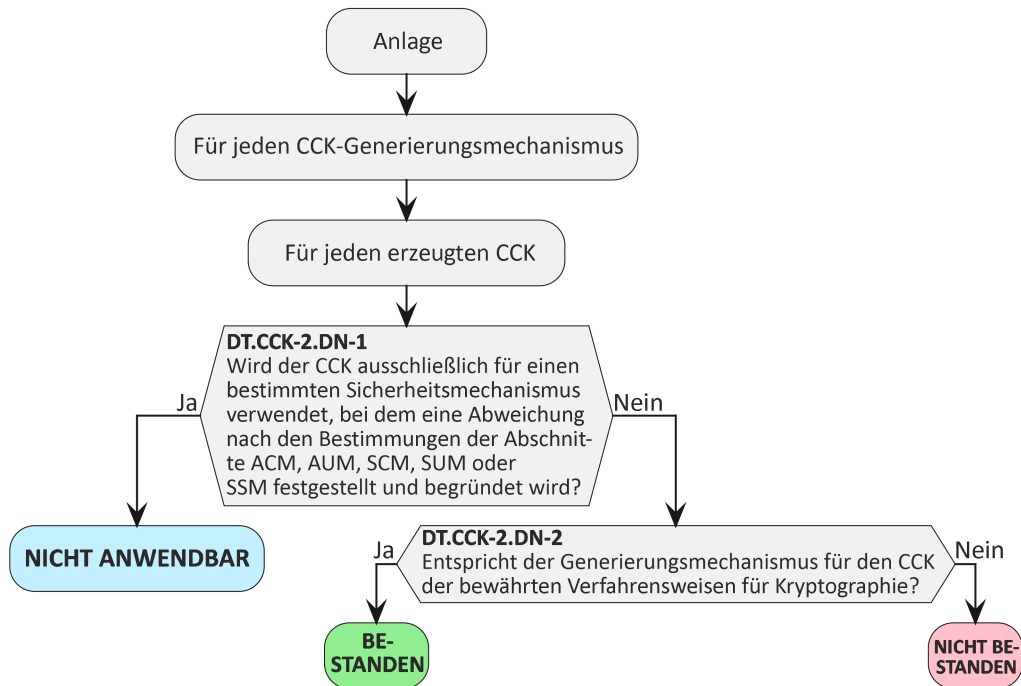 Anlage
Für jeden CCK-Generierungsmechanismus
Für jeden erzeugten CCK
DT.CCK-2.DN-1
Wird der CCK ausschließlich für einen
bestimmten Sicherheitsmechanismus
verwendet, bei dem eine Abweichung
nach den Bestimmungen der Abschnit-
te ACM, AUM, SCM, SUM oder
SSM festgestellt und begründet wird?
Ja
Nein
NICHT ANWENDBAR
DT.CCK-2.DN-2
Entspricht der Generierungsmechanismus für den CCK
der bewährten Verfahrensweisen für Kryptographie?
Ja
Nein
BE-
STANDEN
NICHT BE-
STANDEN